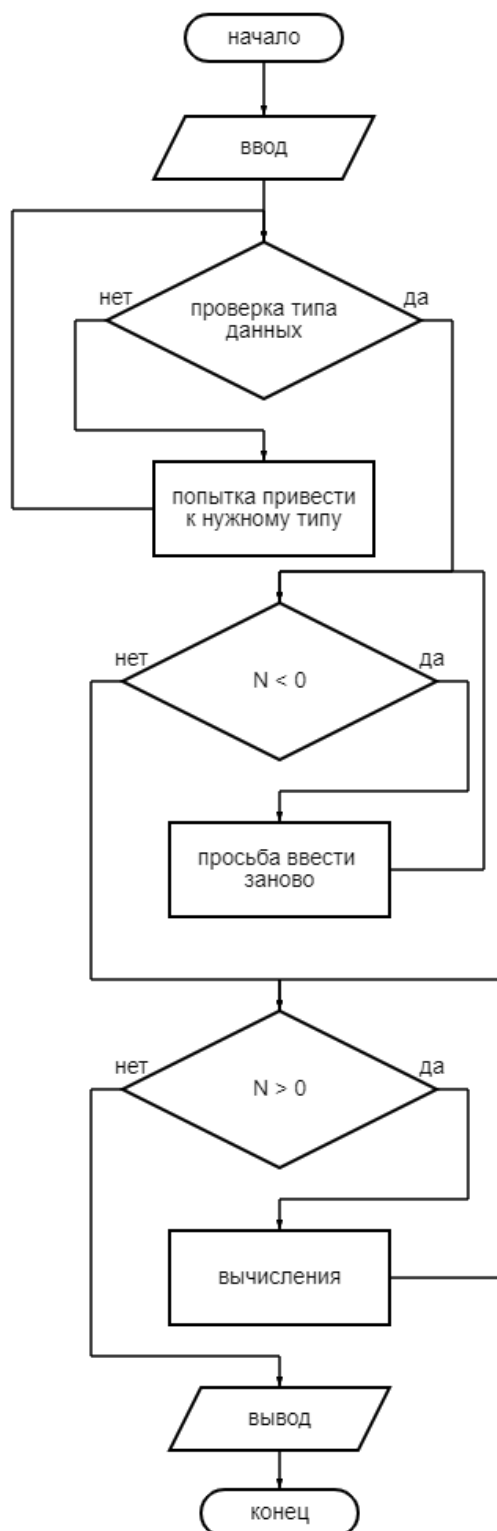 начало
ввод
нет
да
проверка типа
данных
попытка привести
к нужному типу
нет
да
N < 0
просьба ввести
заново
нет
да
N > 0
вычисления
вывод
конец